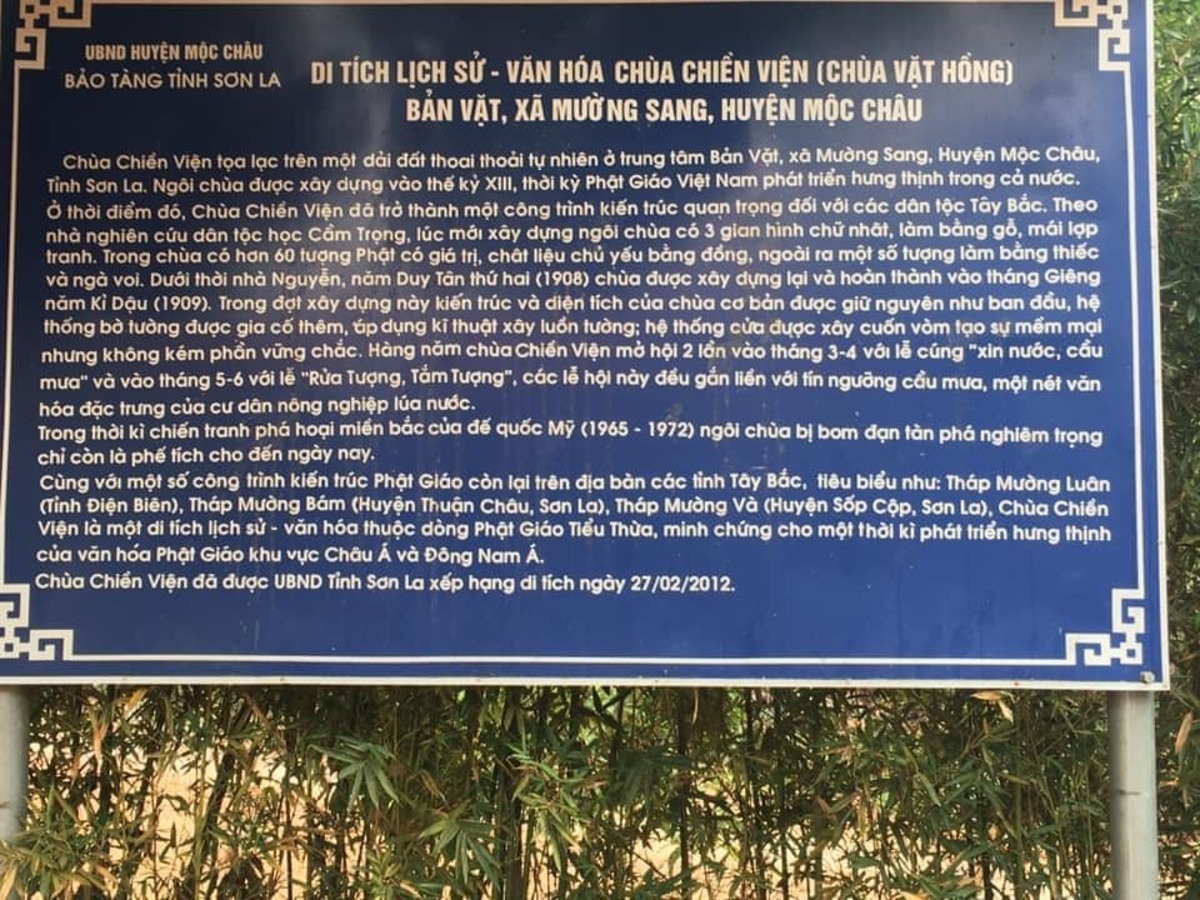 UBND HUYỆN MỘC CHÂU
BẢO TÀNG TỈNH SƠN LA
DI TÍCH LỊCH SỬ - VĂN HÓA CHÙA CHIỀN VIỆN (CHÙA VẶT HỒNG)
BẢN VẶT, XÃ MƯỜNG SANG, HUYỆN MỘC CHÂU
Chùa Chiền Viện tọa lạc trên một dải đất thoai thoải tự nhiên ở trung tâm Bản Vặt, xã Mường Sang, Huyện Mộc Châu,
Tỉnh Sơn La. Ngôi chùa được xây dựng vào thế kỷ XIII, thời kỳ Phật Giáo Việt Nam phát triển hưng thịnh trong cả nước.
Ở thời điểm đó, Chùa Chiền Viện đã trở thành một công trình kiến trúc quan trọng đối với các dân tộc Tây Bắc. Theo
nhà nghiên cứu dân tộc học Cầm Trọng, lúc mới xây dựng ngôi chùa có 3 gian hình chữ nhât, làm bằng gỗ, mái lợp
tranh. Trong chùa có hơn 60 tượng Phật có giá trị, chất liệu chủ yếu bằng đồng, ngoài ra một số tượng làm bằng thiếc
và ngà voi. Dưới thời nhà Nguyễn, năm Duy Tân thứ hai (1908) chùa được xây dựng lại và hoàn thành vào tháng Giêng
năm Kỉ Dậu (1909). Trong đợt xây dựng này kiến trúc và diện tích của chùa cơ bản được giữ nguyên như ban đầu, hệ
thống bờ tường được gia cố thêm, áp dụng kĩ thuật xây luồn tường; hệ thống cửa được xây cuốn vòm tạo sự mềm mại
nhưng không kém phần vững chắc. Hàng năm chùa Chiền Viện mở hội 2 lần vào tháng 3-4 với lễ cúng "xin nước, cầu
mưa" và vào tháng 5-6 với lễ "Rửa Tượng, Tắm Tượng", các lễ hội này đều gắn liền với tín ngưỡng cầu mưa, một nét văn
hóa đặc trưng của cư dân nông nghiệp lúa nước.
Trong thời kì chiến tranh phá hoại miền bắc của đế quốc Mỹ (1965 - 1972) ngôi chùa bị bom đạn tàn phá nghiêm trọng
chỉ còn là phế tích cho đến ngày nay.
Cùng với một số công trình kiến trúc Phật Giáo còn lại trên địa bàn các tỉnh Tây Bắc, tiêu biểu như: Tháp Mường Luân
(Tỉnh Điện Biên), Tháp Mường Bám (Huyện Thuận Châu, Sơn La), Tháp Mường Và (Huyện Sốp Cộp, Sơn La), Chùa Chiền
Viện là một di tích lịch sử - văn hóa thuộc dòng Phật Giáo Tiểu Thừa, minh chứng cho một thời kì phát triển hưng thịnh
của văn hóa Phật Giáo khu vực Châu Á và Đông Nam Á.
Chùa Chiền Viện đã được UBND Tỉnh Sơn La xếp hạng di tích ngày 27/02/2012.